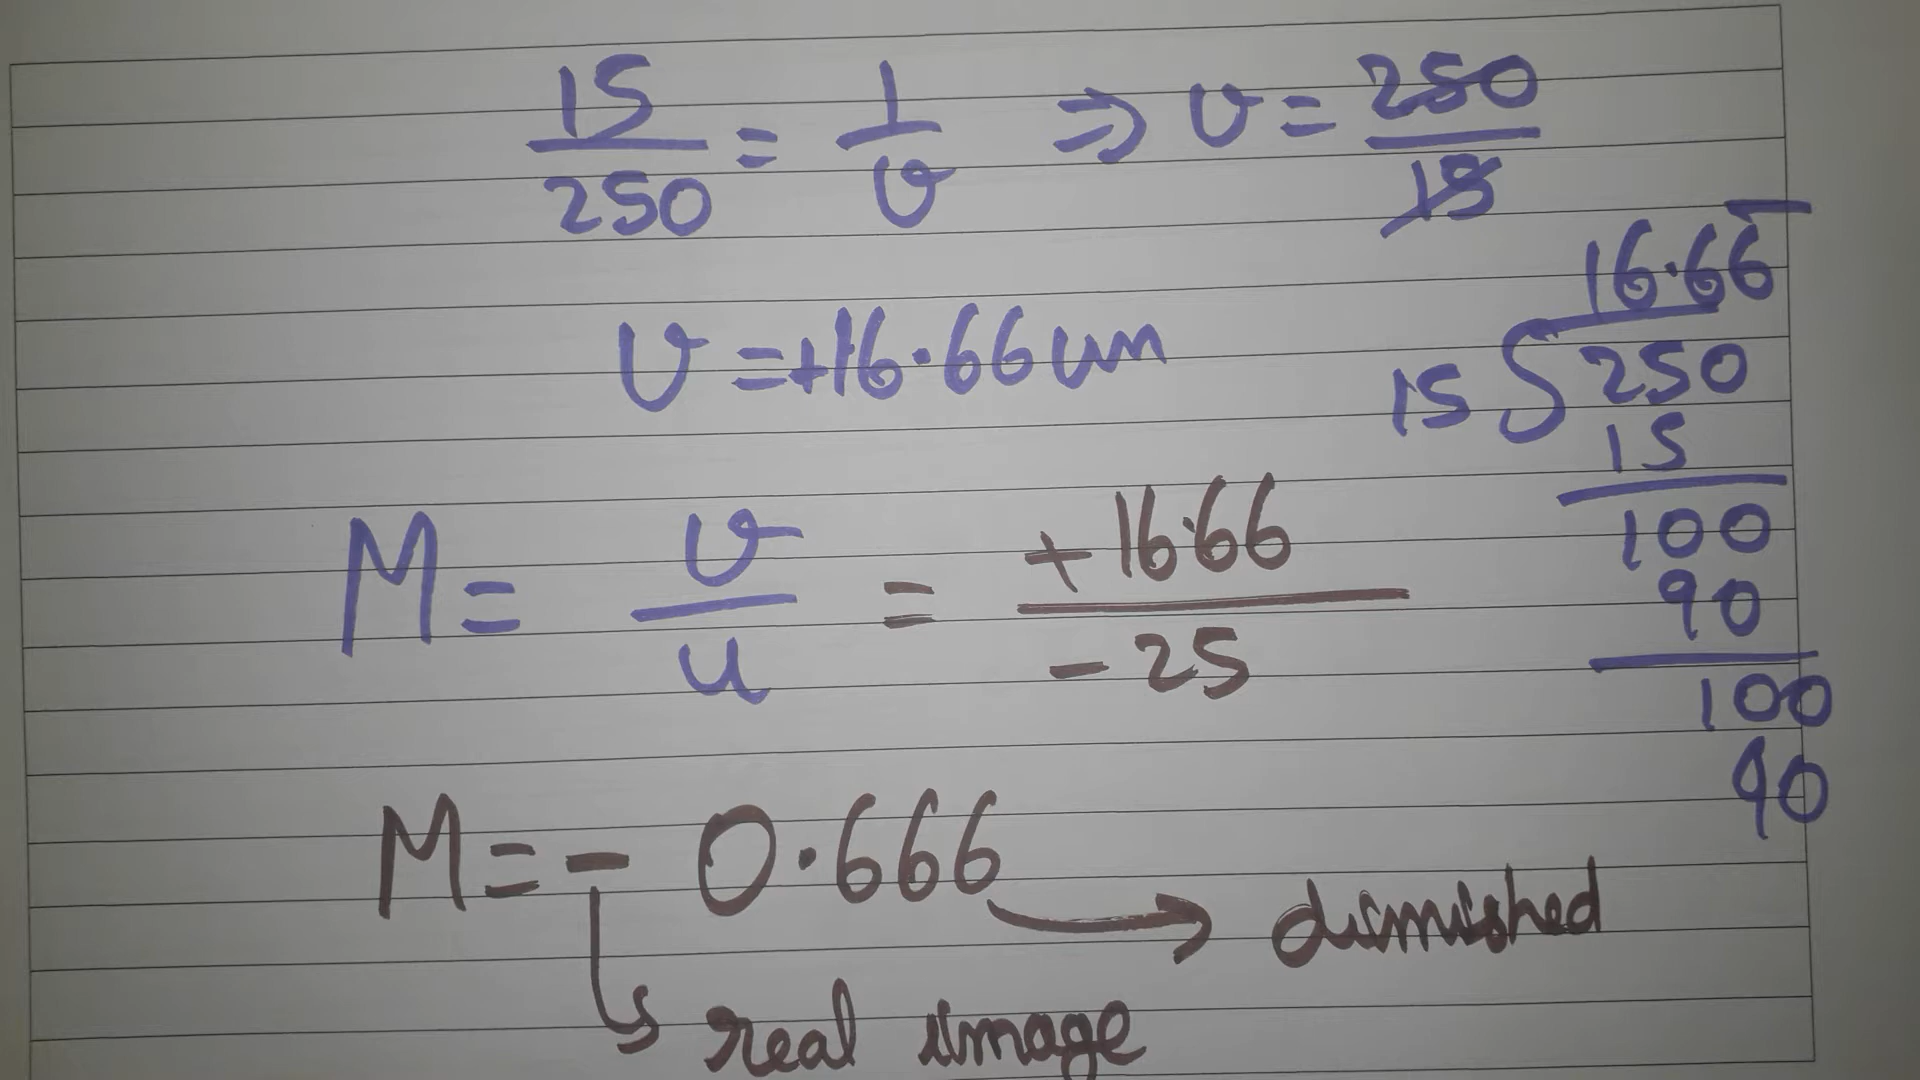 15/250 = 1/v ⇒ v = 250/15
v = +16.66 cm
16.66
15 250
15
100
90
100
90
M = v/u = +16.66/-25
M = - 0.666
diminished
real image